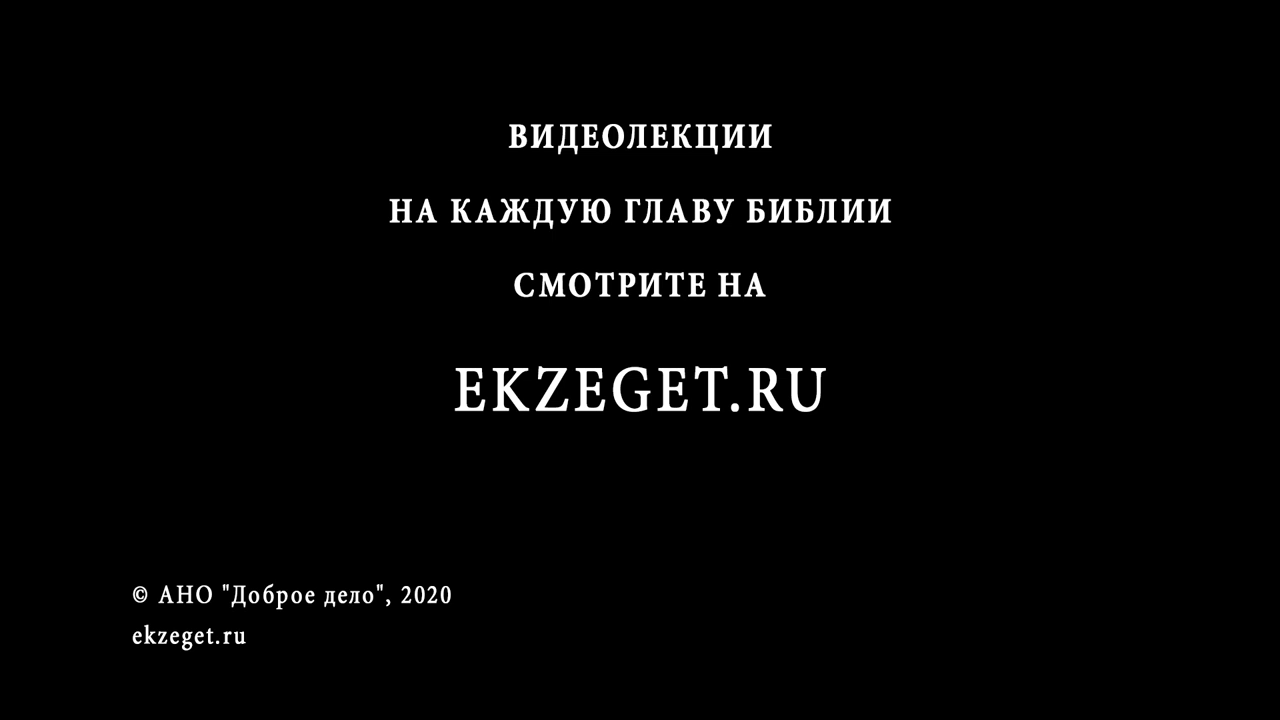 ВИДЕОЛЕКЦИИ
НА КАЖДУЮ ГЛАВУ БИБЛИИ
СМОТРИТЕ НА
EKZEGET.RU
© АНО "Доброе дело", 2020
ekzeget.ru